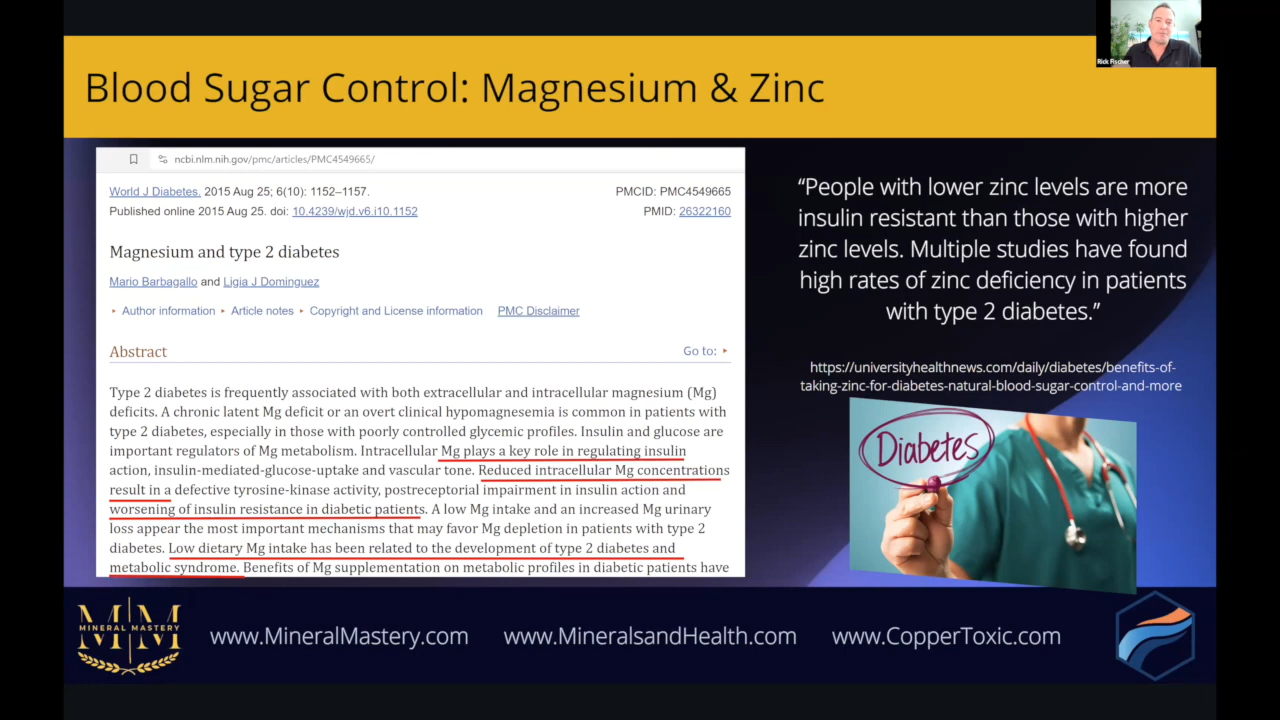 Rick Fischer
Blood Sugar Control: Magnesium & Zinc
ncbi.nlm.nih.gov/pmc/articles/PMC4549665/
World J Diabetes. 2015 Aug 25; 6(10): 1152–1157.
PMCID: PMC4549665
Published online 2015 Aug 25. doi: 10.4239/wjd.v6.i10.1152
PMID: 26322160
Magnesium and type 2 diabetes
Mario Barbagallo and Ligia J Dominguez
Author information Article notes Copyright and License information PMC Disclaimer
Abstract
Go to:
Type 2 diabetes is frequently associated with both extracellular and intracellular magnesium (Mg)
deficits. A chronic latent Mg deficit or an overt clinical hypomagnesemia is common in patients with
type 2 diabetes, especially in those with poorly controlled glycemic profiles. Insulin and glucose are
important regulators of Mg metabolism. Intracellular Mg plays a key role in regulating insulin
action, insulin-mediated-glucose-uptake and vascular tone. Reduced intracellular Mg concentrations
result in a defective tyrosine-kinase activity, postreceptorial impairment in insulin action and
worsening of insulin resistance in diabetic patients. A low Mg intake and an increased Mg urinary
loss appear the most important mechanisms that may favor Mg depletion in patients with type 2
diabetes. Low dietary Mg intake has been related to the development of type 2 diabetes and
metabolic syndrome. Benefits of Mg supplementation on metabolic profiles in diabetic patients have
“People with lower zinc levels are more
insulin resistant than those with higher
zinc levels. Multiple studies have found
high rates of zinc deficiency in patients
with type 2 diabetes.”
https://universityhealthnews.com/daily/diabetes/benefits-of-
taking-zinc-for-diabetes-natural-blood-sugar-control-and-more
Diabetes
M M
MINERAL MASTERY
www.MineralMastery.com
www.MineralsandHealth.com
www.CopperToxic.com